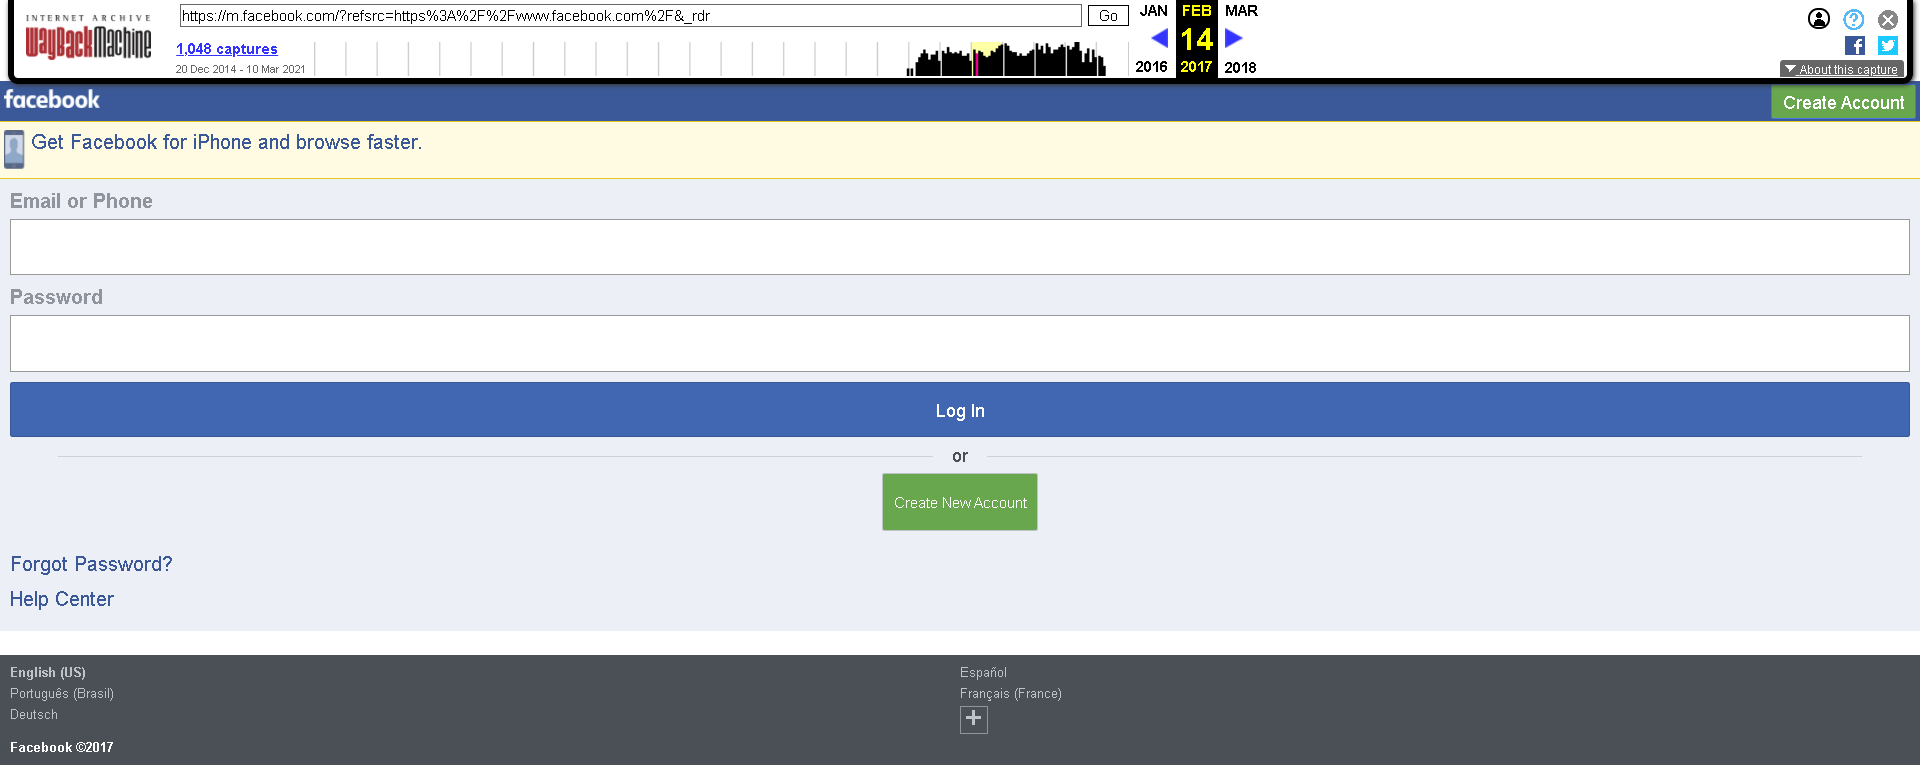 INTERNET ARCHIVE
WayBackMachine
https://m.facebook.com/?refsrc=https%3A%2F%2Fwww.facebook.com%2F&_rdr
Go
1,048 captures
20 Dec 2014 - 10 Mar 2021
JAN FEB MAR
14
2016 2017 2018
About this capture
facebook
Create Account
Get Facebook for iPhone and browse faster.
Email or Phone
Password
Log In
or
Create New Account
Forgot Password?
Help Center
English (US)
Español
Português (Brasil)
Français (France)
Deutsch
Facebook ©2017